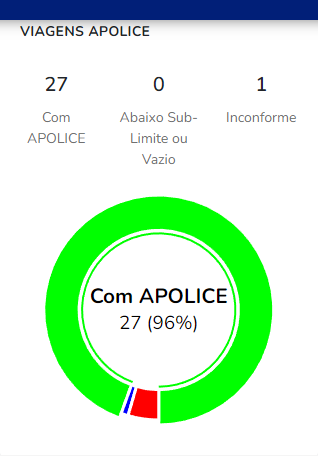 VIAGENS APOLICE
27
Com
APOLICE
0
Abaixo Sub-
Limite ou
Vazio
1
Inconforme
Com APOLICE
27 (96%)